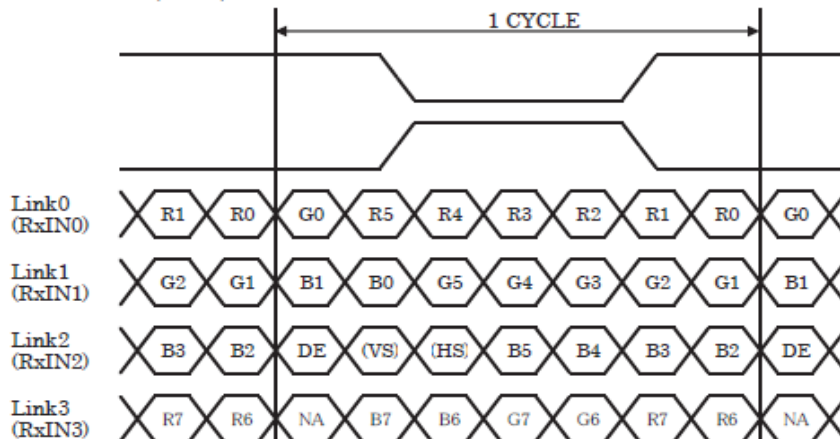 1 CYCLE
Link0 R1 R0 G0 R5 R4 R3 R2 R1 R0 G0
(RxIN0)
Link1 G2 G1 B1 B0 G5 G4 G3 G2 G1 B1
(RxIN1)
Link2 B3 B2 DE (VS) (HS) B5 B4 B3 B2 DE
(RxIN2)
Link3 R7 R6 NA B7 B6 G7 G6 R7 R6 NA
(RxIN3)